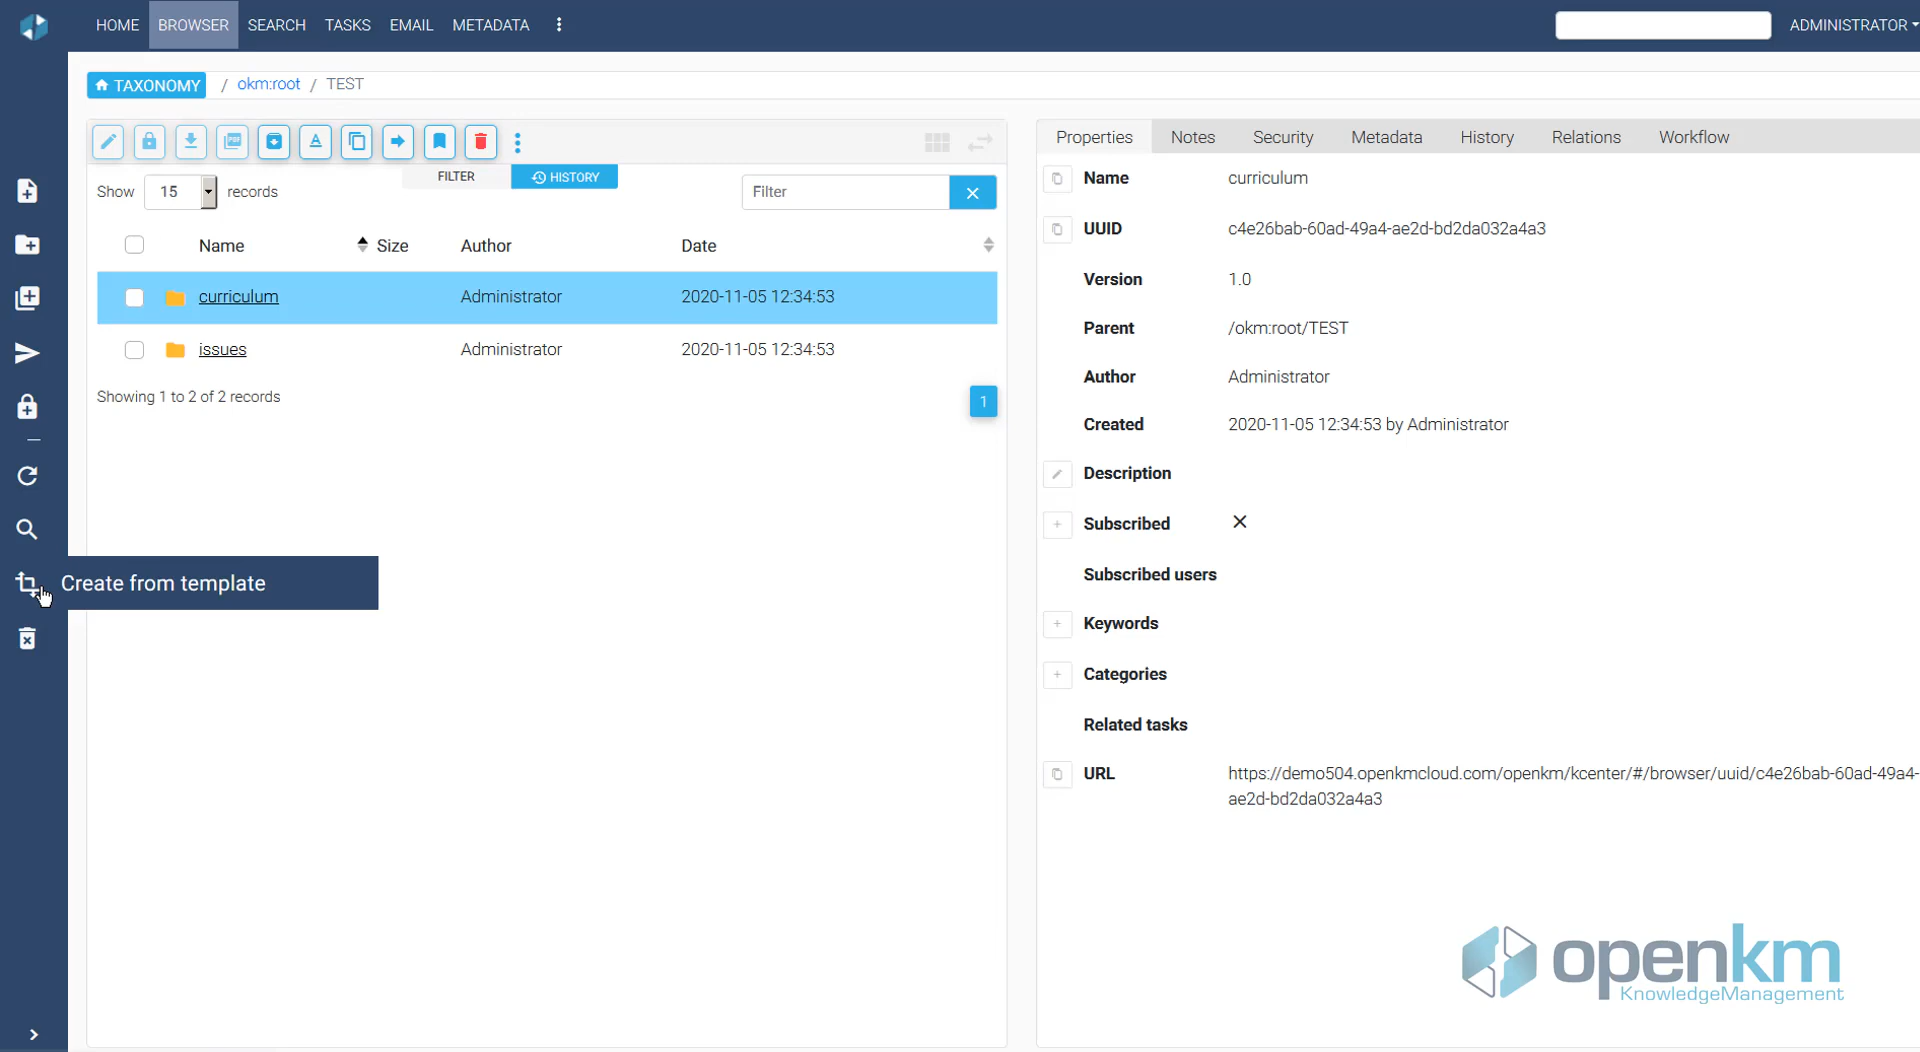 HOME BROWSER SEARCH TASKS EMAIL METADATA ADMINISTRATOR
TAXONOMY / okm:root / TEST
Show 15 records
FILTER HISTORY
Filter
Name Size Author Date
curriculum Administrator 2020-11-05 12:34:53
issues Administrator 2020-11-05 12:34:53
Showing 1 to 2 of 2 records
1
Create from template
Properties Notes Security Metadata History Relations Workflow
Name curriculum
UUID c4e26bab-60ad-49a4-ae2d-bd2da032a4a3
Version 1.0
Parent /okm:root/TEST
Author Administrator
Created 2020-11-05 12:34:53 by Administrator
Description
Subscribed
Subscribed users
Keywords
Categories
Related tasks
URL https://demo504.openkmcloud.com/openkm/kcenter/#/browser/uuid/c4e26bab-60ad-49a4-
ae2d-bd2da032a4a3
openkm
KnowledgeManagement